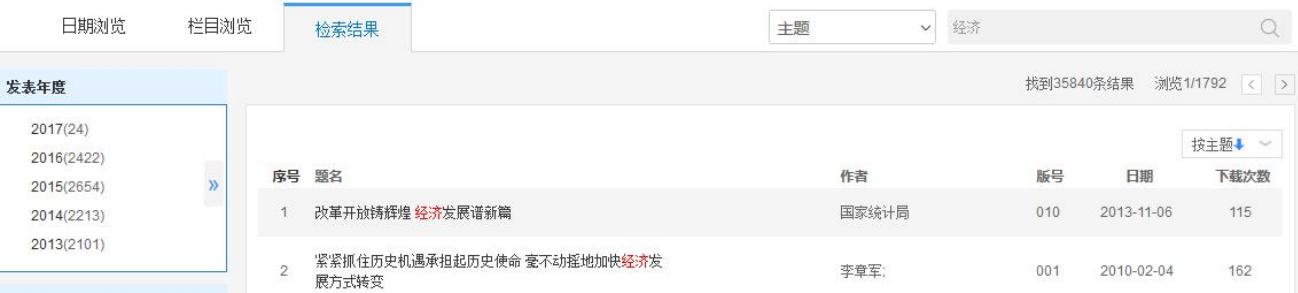 日期浏览 栏目浏览 检索结果 主题 经济
发表年度 找到35840条结果 浏览1/1792 < >
2017(24)
2016(2422)
2015(2654)
2014(2213)
2013(2101)
»
按主题
序号 题名 作者 版号 日期 下载次数
1 改革开放铸辉煌 经济发展谱新篇 国家统计局 010 2013-11-06 115
2 紧紧抓住历史机遇承担起历史使命 毫不动摇地加快经济发
展方式转变 李章军; 001 2010-02-04 162